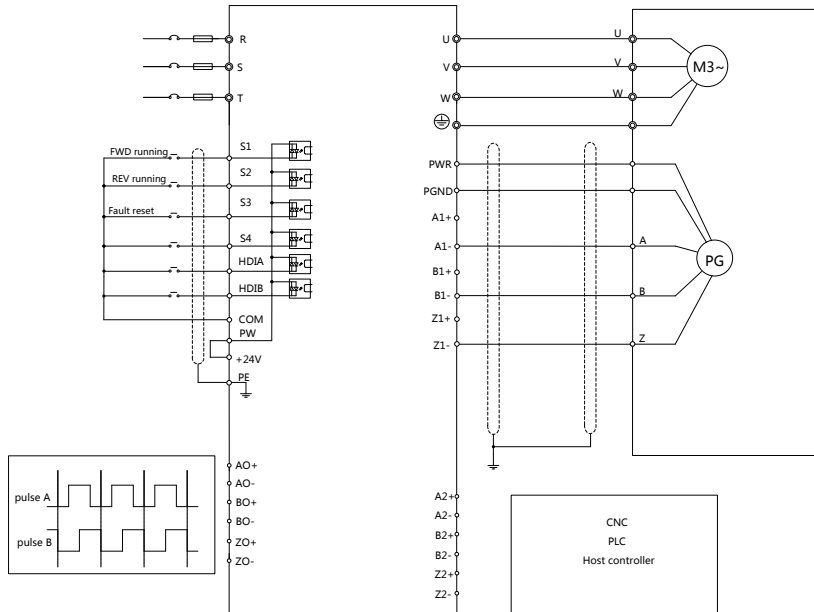 R
S
T
U
V
W
U
V
W
M3~
FWD running
REV running
Fault reset
S1
S2
S3
S4
HDIA
HDIB
COM
PW
+24V
PE
PWR
PGND
A1+
A1-
B1+
B1-
Z1+
Z1-
A
B
Z
PG
pulse A
pulse B
AO+
AO-
BO+
BO-
ZO+
ZO-
A2+
A2-
B2+
B2-
Z2+
Z2-
CNC
PLC
Host controller